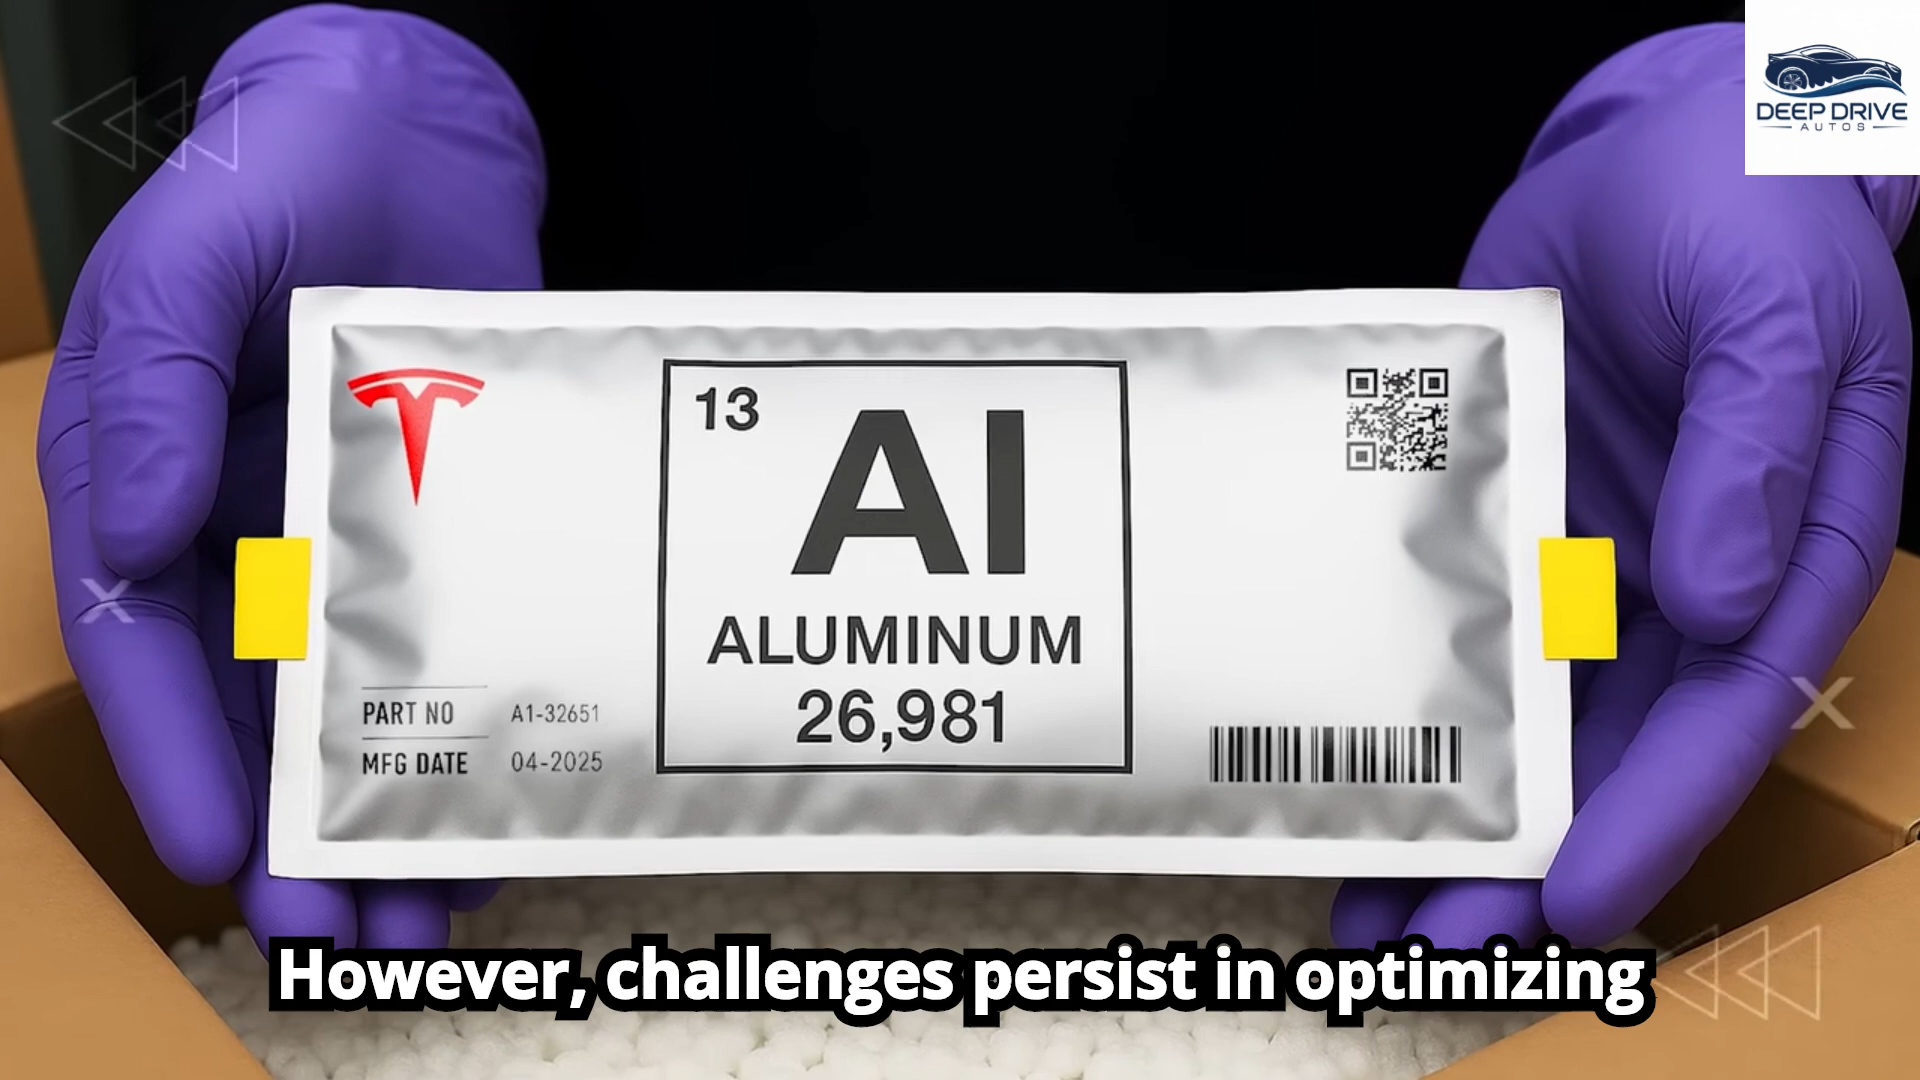 DEEP DRIVE
AUTOS
13
Al
ALUMINUM
26,981
PART NO A1-32651
MFG DATE 04-2025
However, challenges persist in optimizing